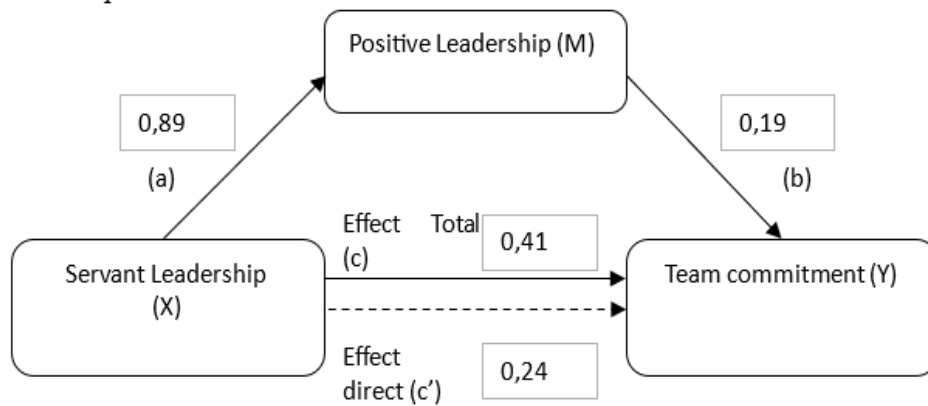 Positive Leadership (M)
0,89
0,19
(a)
(b)
Effect Total
(c)
0,41
Servant Leadership
(X)
Team commitment (Y)
Effect
direct (c’)
0,24